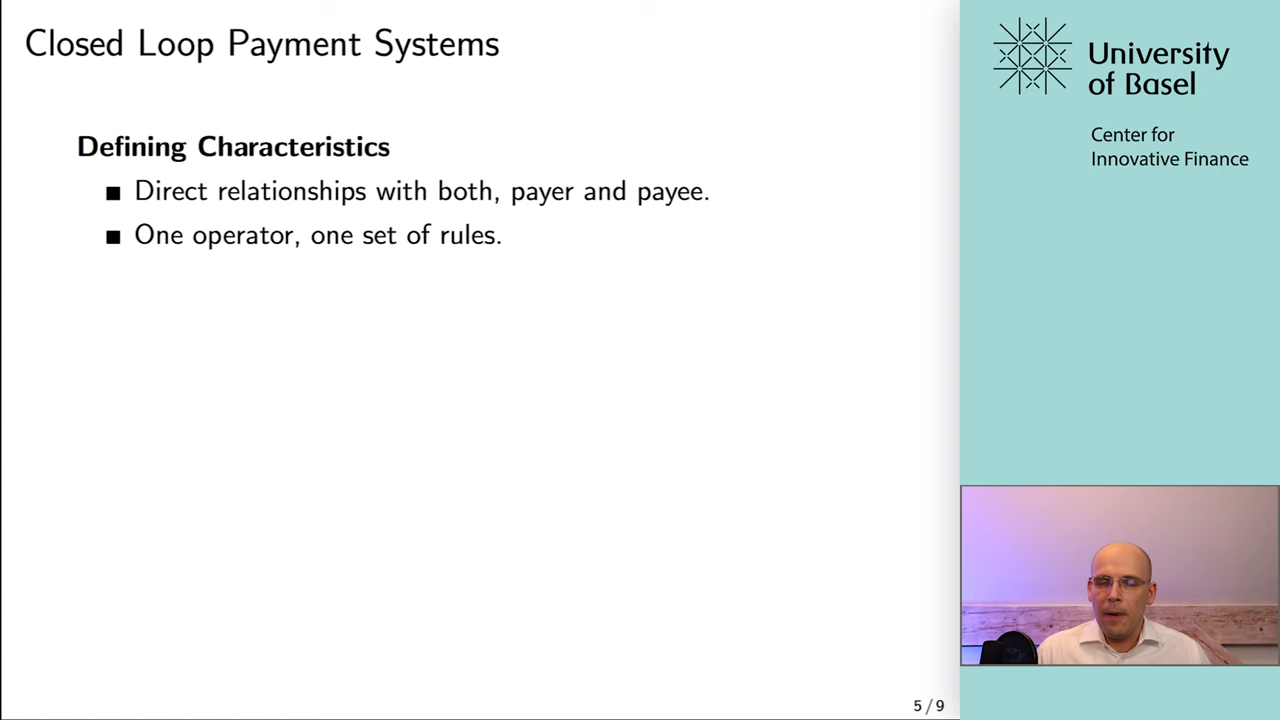 Closed Loop Payment Systems
Defining Characteristics
Direct relationships with both, payer and payee.
One operator, one set of rules.
5 / 9
University
of Basel
Center for
Innovative Finance